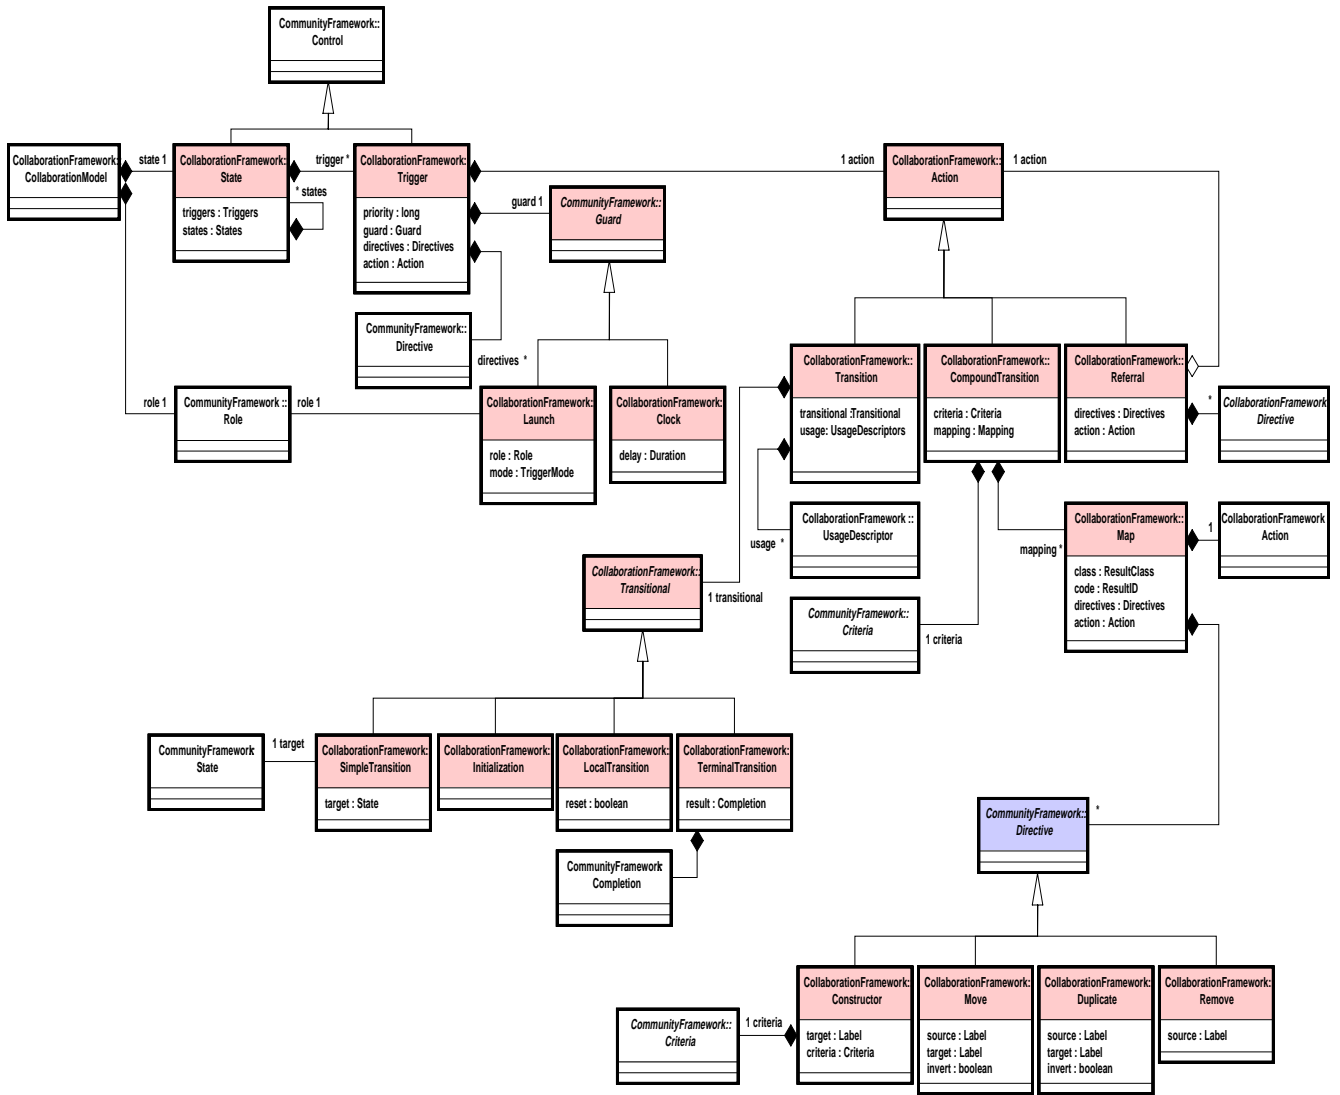 CommunityFramework::
Control
CollaborationFramework:
CollaborationModel
state 1
CollaborationFramework:
State
triggers : Triggers
states : States
trigger *
* states
CollaborationFramework:
Trigger
priority : long
guard : Guard
directives : Directives
action : Action
1 action
CollaborationFramework::
Action
1 action
guard 1
CommunityFramework::
Guard
CommunityFramework::
Directive
directives *
role 1
CommunityFramework ::
Role
role 1
CollaborationFramework:
Launch
role : Role
mode : TriggerMode
CollaborationFramework:
Clock
delay : Duration
CollaborationFramework::
Transition
transitional :Transitional
usage: UsageDescriptors
CollaborationFramework::
CompoundTransition
criteria : Criteria
mapping : Mapping
CollaborationFramework::
Referral
directives : Directives
action : Action
*
CollaborationFramework:
Directive
usage *
CollaborationFramework ::
UsageDescriptor
mapping *
CollaborationFramework::
Map
class : ResultClass
code : ResultID
directives : Directives
action : Action
1
CollaborationFramework
Action
CollaborationFramework::
Transitional
1 transitional
CommunityFramework::
Criteria
1 criteria
CommunityFramework:
State
1 target
CollaborationFramework:
SimpleTransition
target : State
CollaborationFramework:
Initialization
CollaborationFramework:
LocalTransition
reset : boolean
CollaborationFramework:
TerminalTransition
result : Completion
CommunityFramework:
Completion
CommunityFramework::
Directive
*
CommunityFramework::
Criteria
1 criteria
CollaborationFramework:
Constructor
target : Label
criteria : Criteria
CollaborationFramework:
Move
source : Label
target : Label
invert : boolean
CollaborationFramework:
Duplicate
source : Label
target : Label
invert : boolean
CollaborationFramework:
Remove
source : Label